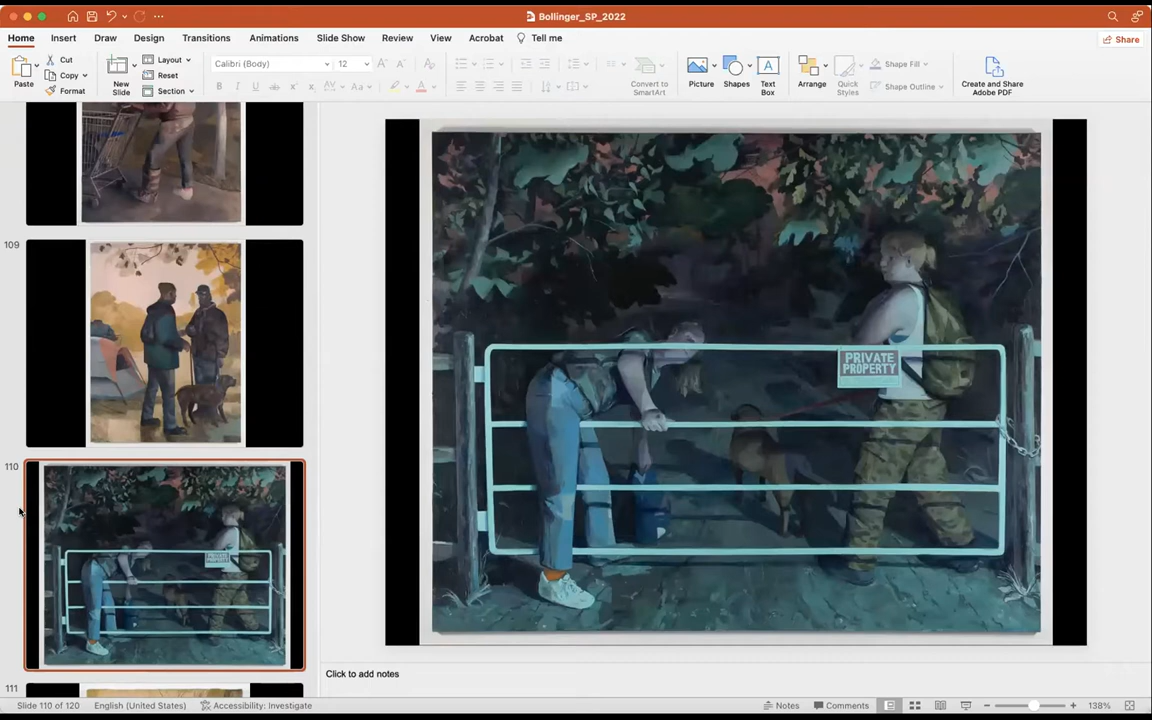 Bollinger_SP_2022
Home Insert Draw Design Transitions Animations Slide Show Review View Acrobat Tell me
Share
Paste
Cut
Copy
Format
New
Slide
Layout
Reset
Section
Calibri (Body) 12
Convert to
SmartArt
Picture
Shapes
Text
Box
Arrange
Quick
Styles
Shape Fill
Shape Outline
Create and Share
Adobe PDF
109
110
111
PRIVATE
PROPERTY
PRIVATE
PROPERTY
Click to add notes
Slide 110 of 120 English (United States) Accessibility: Investigate Notes Comments 138%